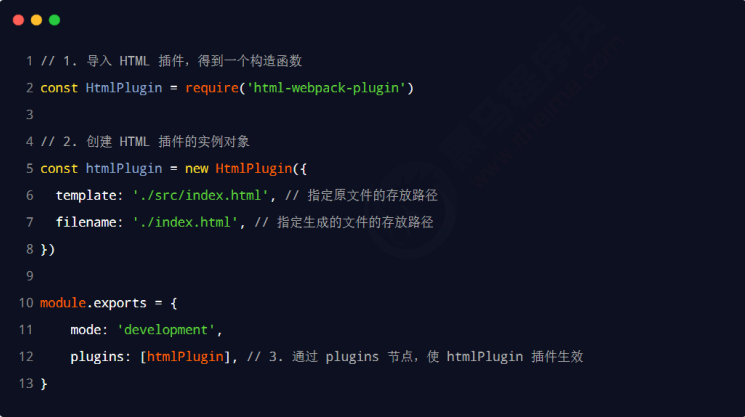 1 // 1. 导入 HTML 插件，得到一个构造函数
2 const HtmlPlugin = require('html-webpack-plugin')
3
4 // 2. 创建 HTML 插件的实例对象
5 const htmlPlugin = new HtmlPlugin({
6   template: './src/index.html', // 指定原文件的存放路径
7   filename: './index.html', // 指定生成的文件的存放路径
8 })
9
10 module.exports = {
11     mode: 'development',
12     plugins: [htmlPlugin], // 3. 通过 plugins 节点，使 htmlPlugin 插件生效
13 }